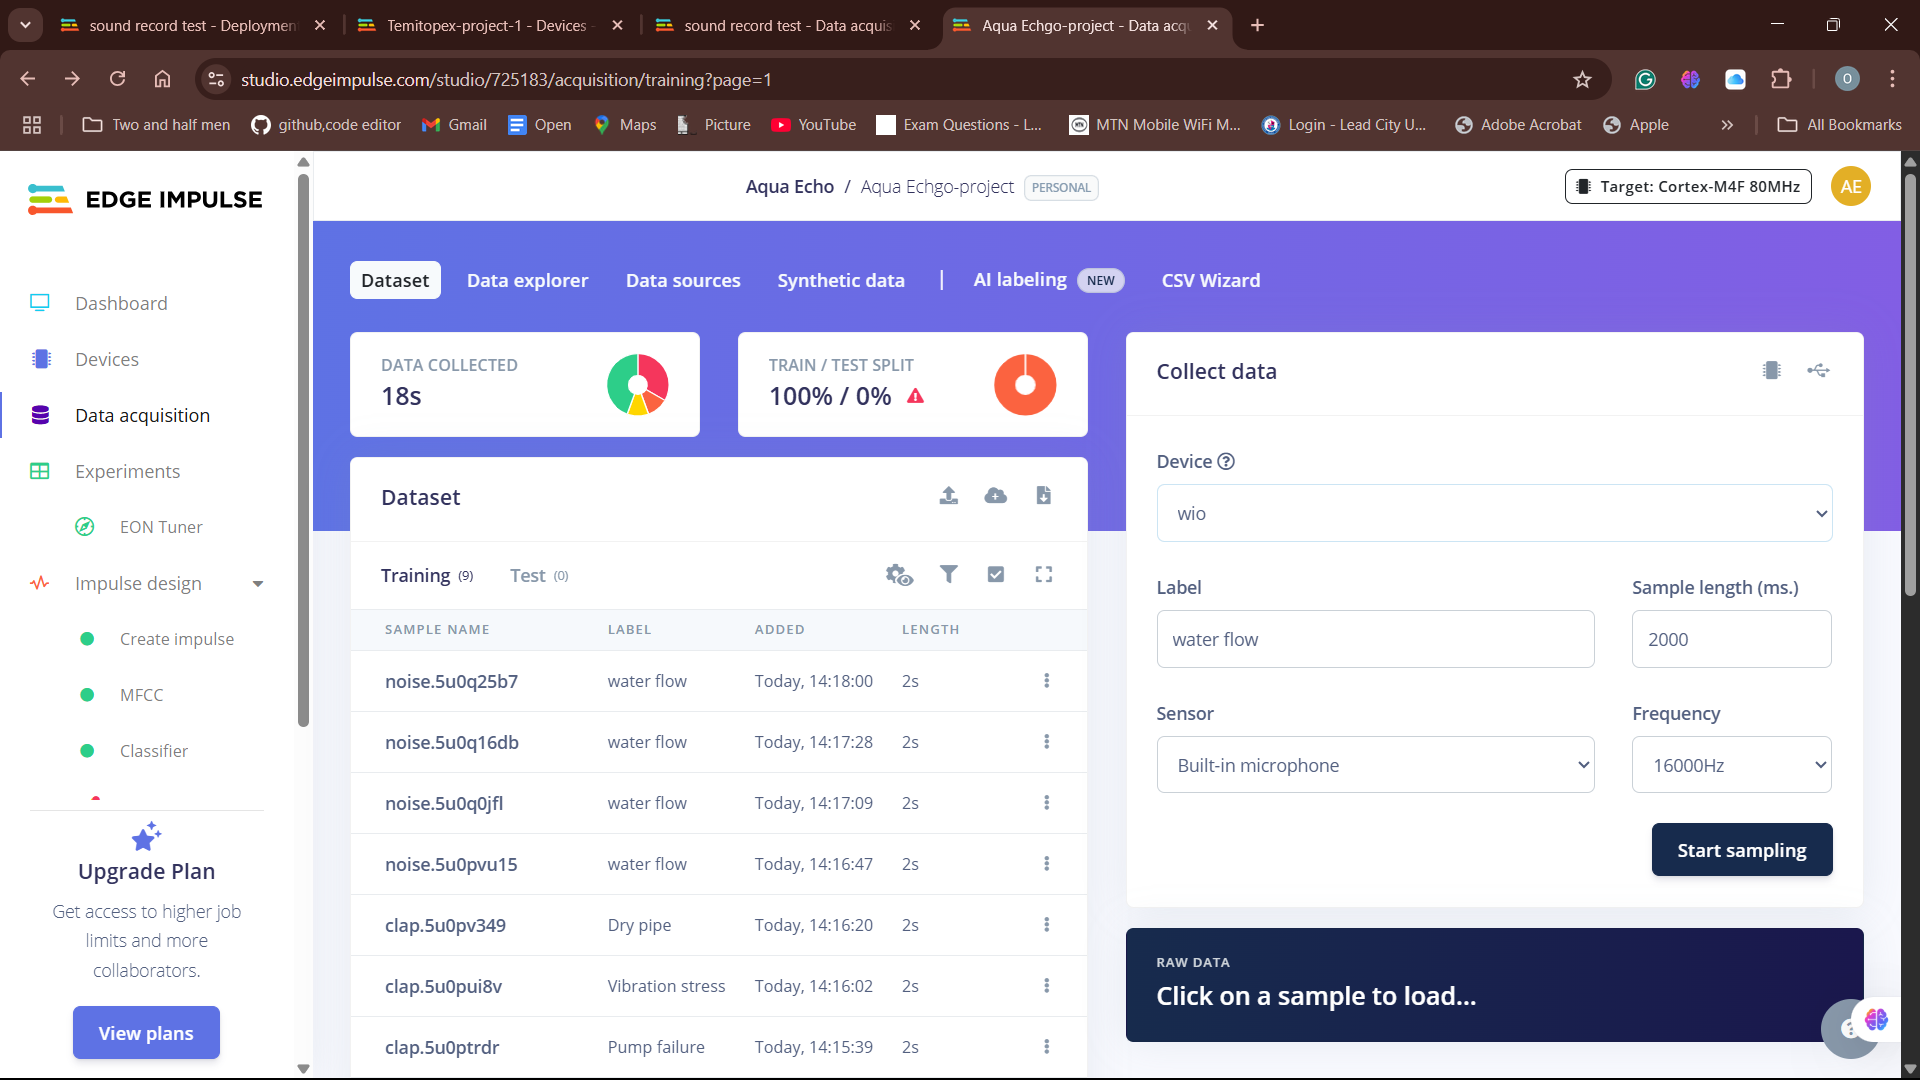 sound record test - Deploymen
Temitopex-project-1 - Devices -
sound record test - Data acquis
Aqua Echgo-project - Data acq
studio.edgeimpulse.com/studio/725183/acquisition/training?page=1
O
Two and half men
github,code editor
Gmail
Open
Maps
Picture
YouTube
Exam Questions - L...
MTN Mobile WiFi M...
Login - Lead City U...
Adobe Acrobat
Apple
All Bookmarks
EDGE IMPULSE
Aqua Echo / Aqua Echgo-project PERSONAL
Target: Cortex-M4F 80MHz
AE
Dashboard
Devices
Data acquisition
Experiments
EON Tuner
Impulse design
Create impulse
MFCC
Classifier
Upgrade Plan
Get access to higher job
limits and more
collaborators.
View plans
Dataset
Data explorer
Data sources
Synthetic data
|
AI labeling NEW
CSV Wizard
DATA COLLECTED
18s
TRAIN / TEST SPLIT
100% / 0%
Dataset
Training (9)
Test (0)
SAMPLE NAME LABEL ADDED LENGTH
noise.5u0q25b7 water flow Today, 14:18:00 2s
noise.5u0q16db water flow Today, 14:17:28 2s
noise.5u0q0jfl water flow Today, 14:17:09 2s
noise.5u0pvu15 water flow Today, 14:16:47 2s
clap.5u0pv349 Dry pipe Today, 14:16:20 2s
clap.5u0pui8v Vibration stress Today, 14:16:02 2s
clap.5u0ptrdr Pump failure Today, 14:15:39 2s
Collect data
Device ?
wio
Label
water flow
Sample length (ms.)
2000
Sensor
Built-in microphone
Frequency
16000Hz
Start sampling
RAW DATA
Click on a sample to load...